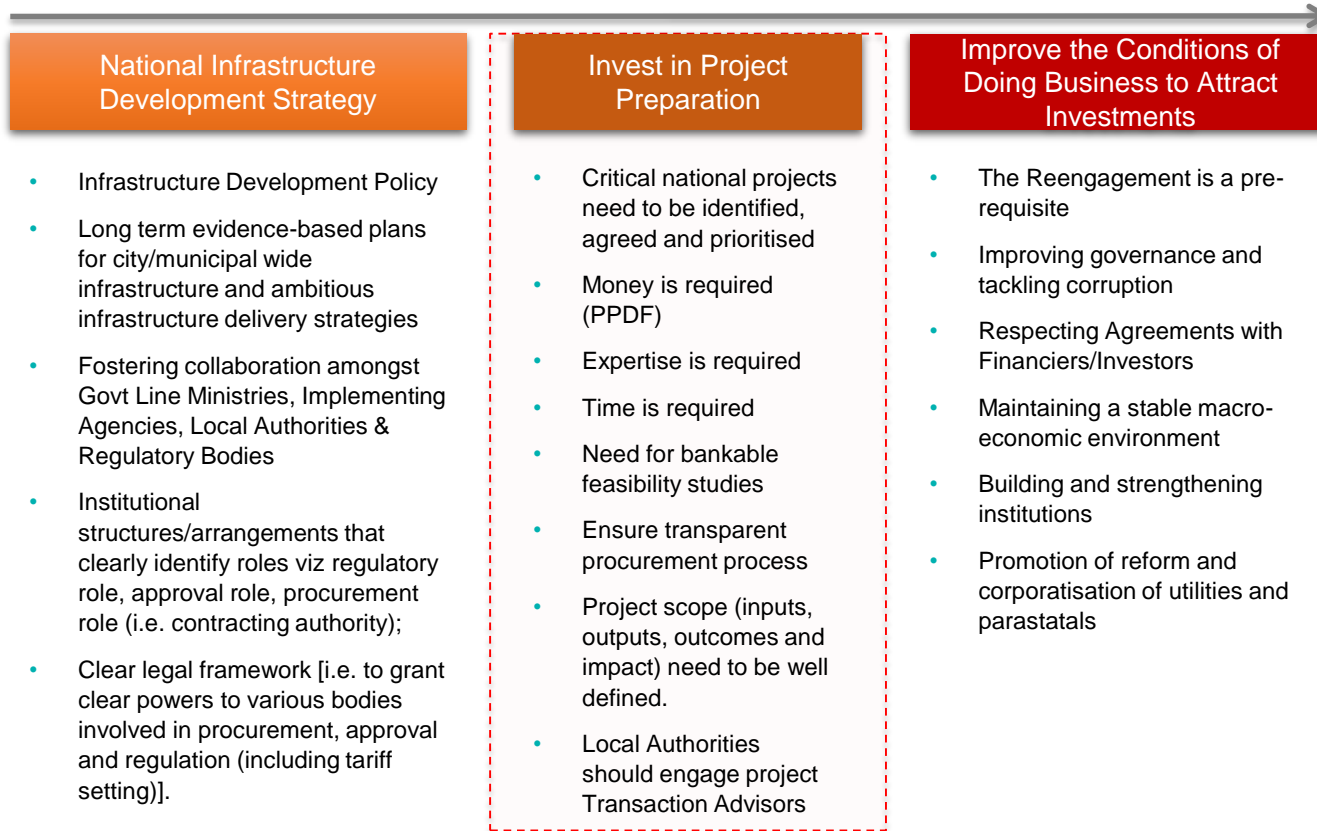 National Infrastructure
Development Strategy
• Infrastructure Development Policy
• Long term evidence-based plans
for city/municipal wide
infrastructure and ambitious
infrastructure delivery strategies
• Fostering collaboration amongst
Govt Line Ministries, Implementing
Agencies, Local Authorities &
Regulatory Bodies
• Institutional
structures/arrangements that
clearly identify roles viz regulatory
role, approval role, procurement
role (i.e. contracting authority);
• Clear legal framework [i.e. to grant
clear powers to various bodies
involved in procurement, approval
and regulation (including tariff
setting)].
Invest in Project
Preparation
• Critical national projects
need to be identified,
agreed and prioritised
• Money is required
(PPDF)
• Expertise is required
• Time is required
• Need for bankable
feasibility studies
• Ensure transparent
procurement process
• Project scope (inputs,
outputs, outcomes and
impact) need to be well
defined.
• Local Authorities
should engage project
Transaction Advisors
Improve the Conditions of
Doing Business to Attract
Investments
• The Reengagement is a pre-
requisite
• Improving governance and
tackling corruption
• Respecting Agreements with
Financiers/Investors
• Maintaining a stable macro-
economic environment
• Building and strengthening
institutions
• Promotion of reform and
corporatisation of utilities and
parastatals